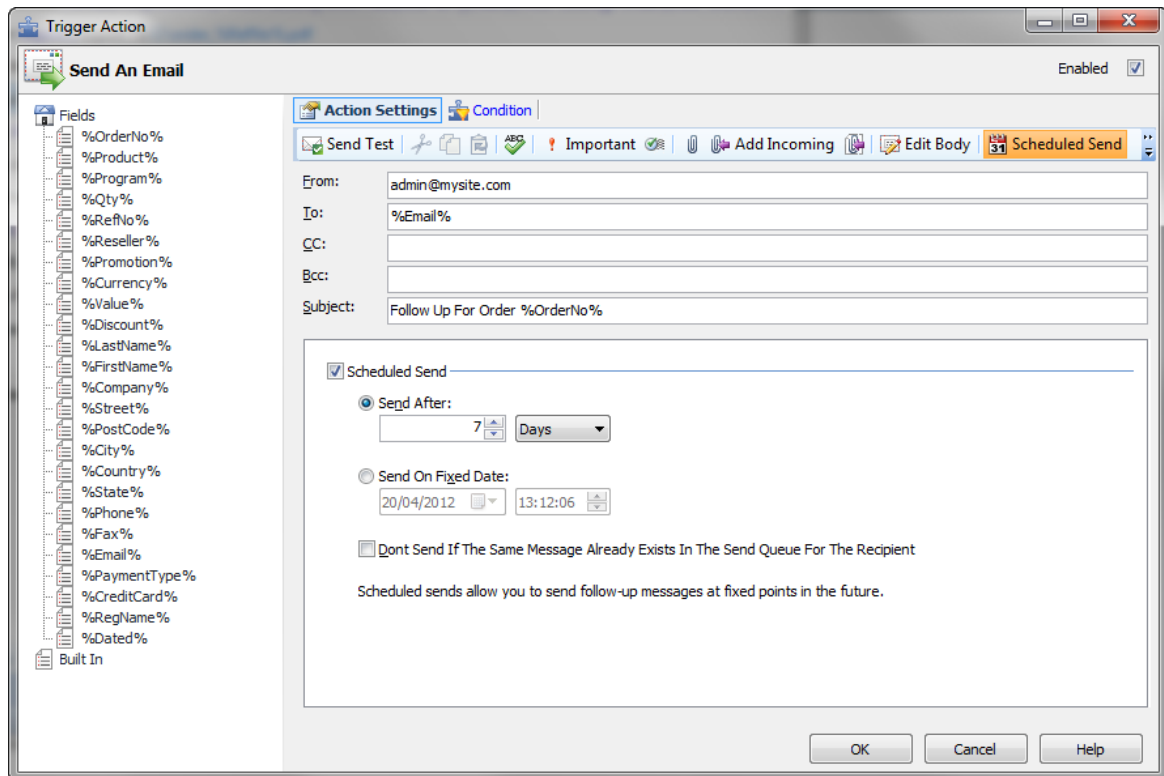 Trigger Action
Send An Email
Enabled
Fields
%OrderNo%
%Product%
%Program%
%Qty%
%RefNo%
%Reseller%
%Promotion%
%Currency%
%Value%
%Discount%
%LastName%
%FirstName%
%Company%
%Street%
%PostCode%
%City%
%Country%
%State%
%Phone%
%Fax%
%Email%
%PaymentType%
%CreditCard%
%RegName%
%Dated%
Built In
Action Settings Condition
Send Test ABC ! Important Add Incoming Edit Body 31 Scheduled Send
From: admin@mysite.com
To: %Email%
CC:
Bcc:
Subject: Follow Up For Order %OrderNo%
Scheduled Send
Send After:
7 Days
Send On Fixed Date:
20/04/2012 13:12:06
Dont Send If The Same Message Already Exists In The Send Queue For The Recipient
Scheduled sends allow you to send follow-up messages at fixed points in the future.
OK Cancel Help